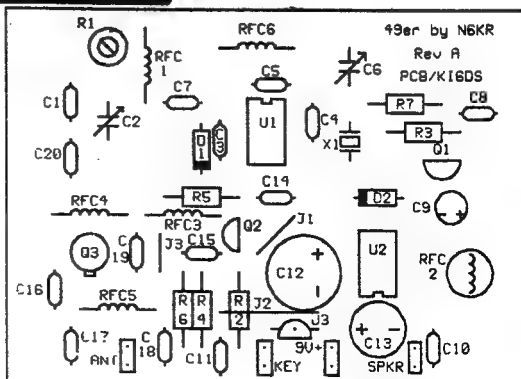 R1
RFC
1
RFC6
49er by N6KR
Rev A
PCB/KI6DS
C1
C2
C7
C5
C6
R7
C8
U1
C4
X1
R3
Q1
C20
D
1
C
3
R5
C14
D2
C9
RFC4
RFC3
Q2
J1
U2
Q3
C
19
J3
C15
C12
RFC
2
C16
RFC5
R
6
R
4
R
2
J2
J3
C17
ANT
C
18
C11
KEY
9V+
C13
SPKR
C10